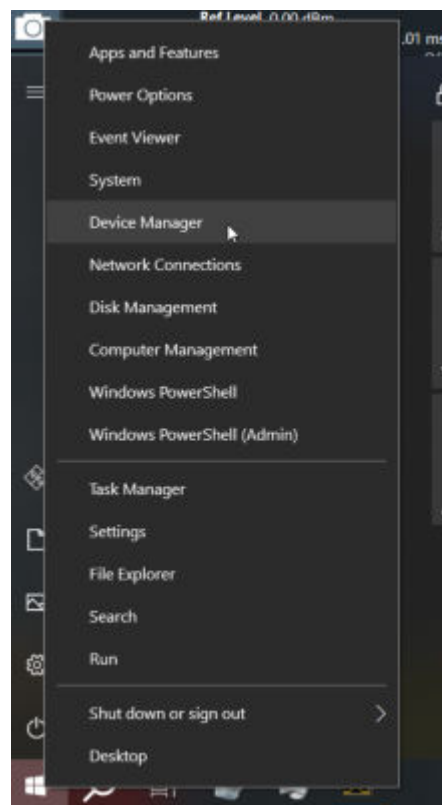 Ref Level 0.00 dBm
.01 ms
Apps and Features
Power Options
Event Viewer
System
Device Manager
Network Connections
Disk Management
Computer Management
Windows PowerShell
Windows PowerShell (Admin)
Task Manager
Settings
File Explorer
Search
Run
Shut down or sign out
Desktop